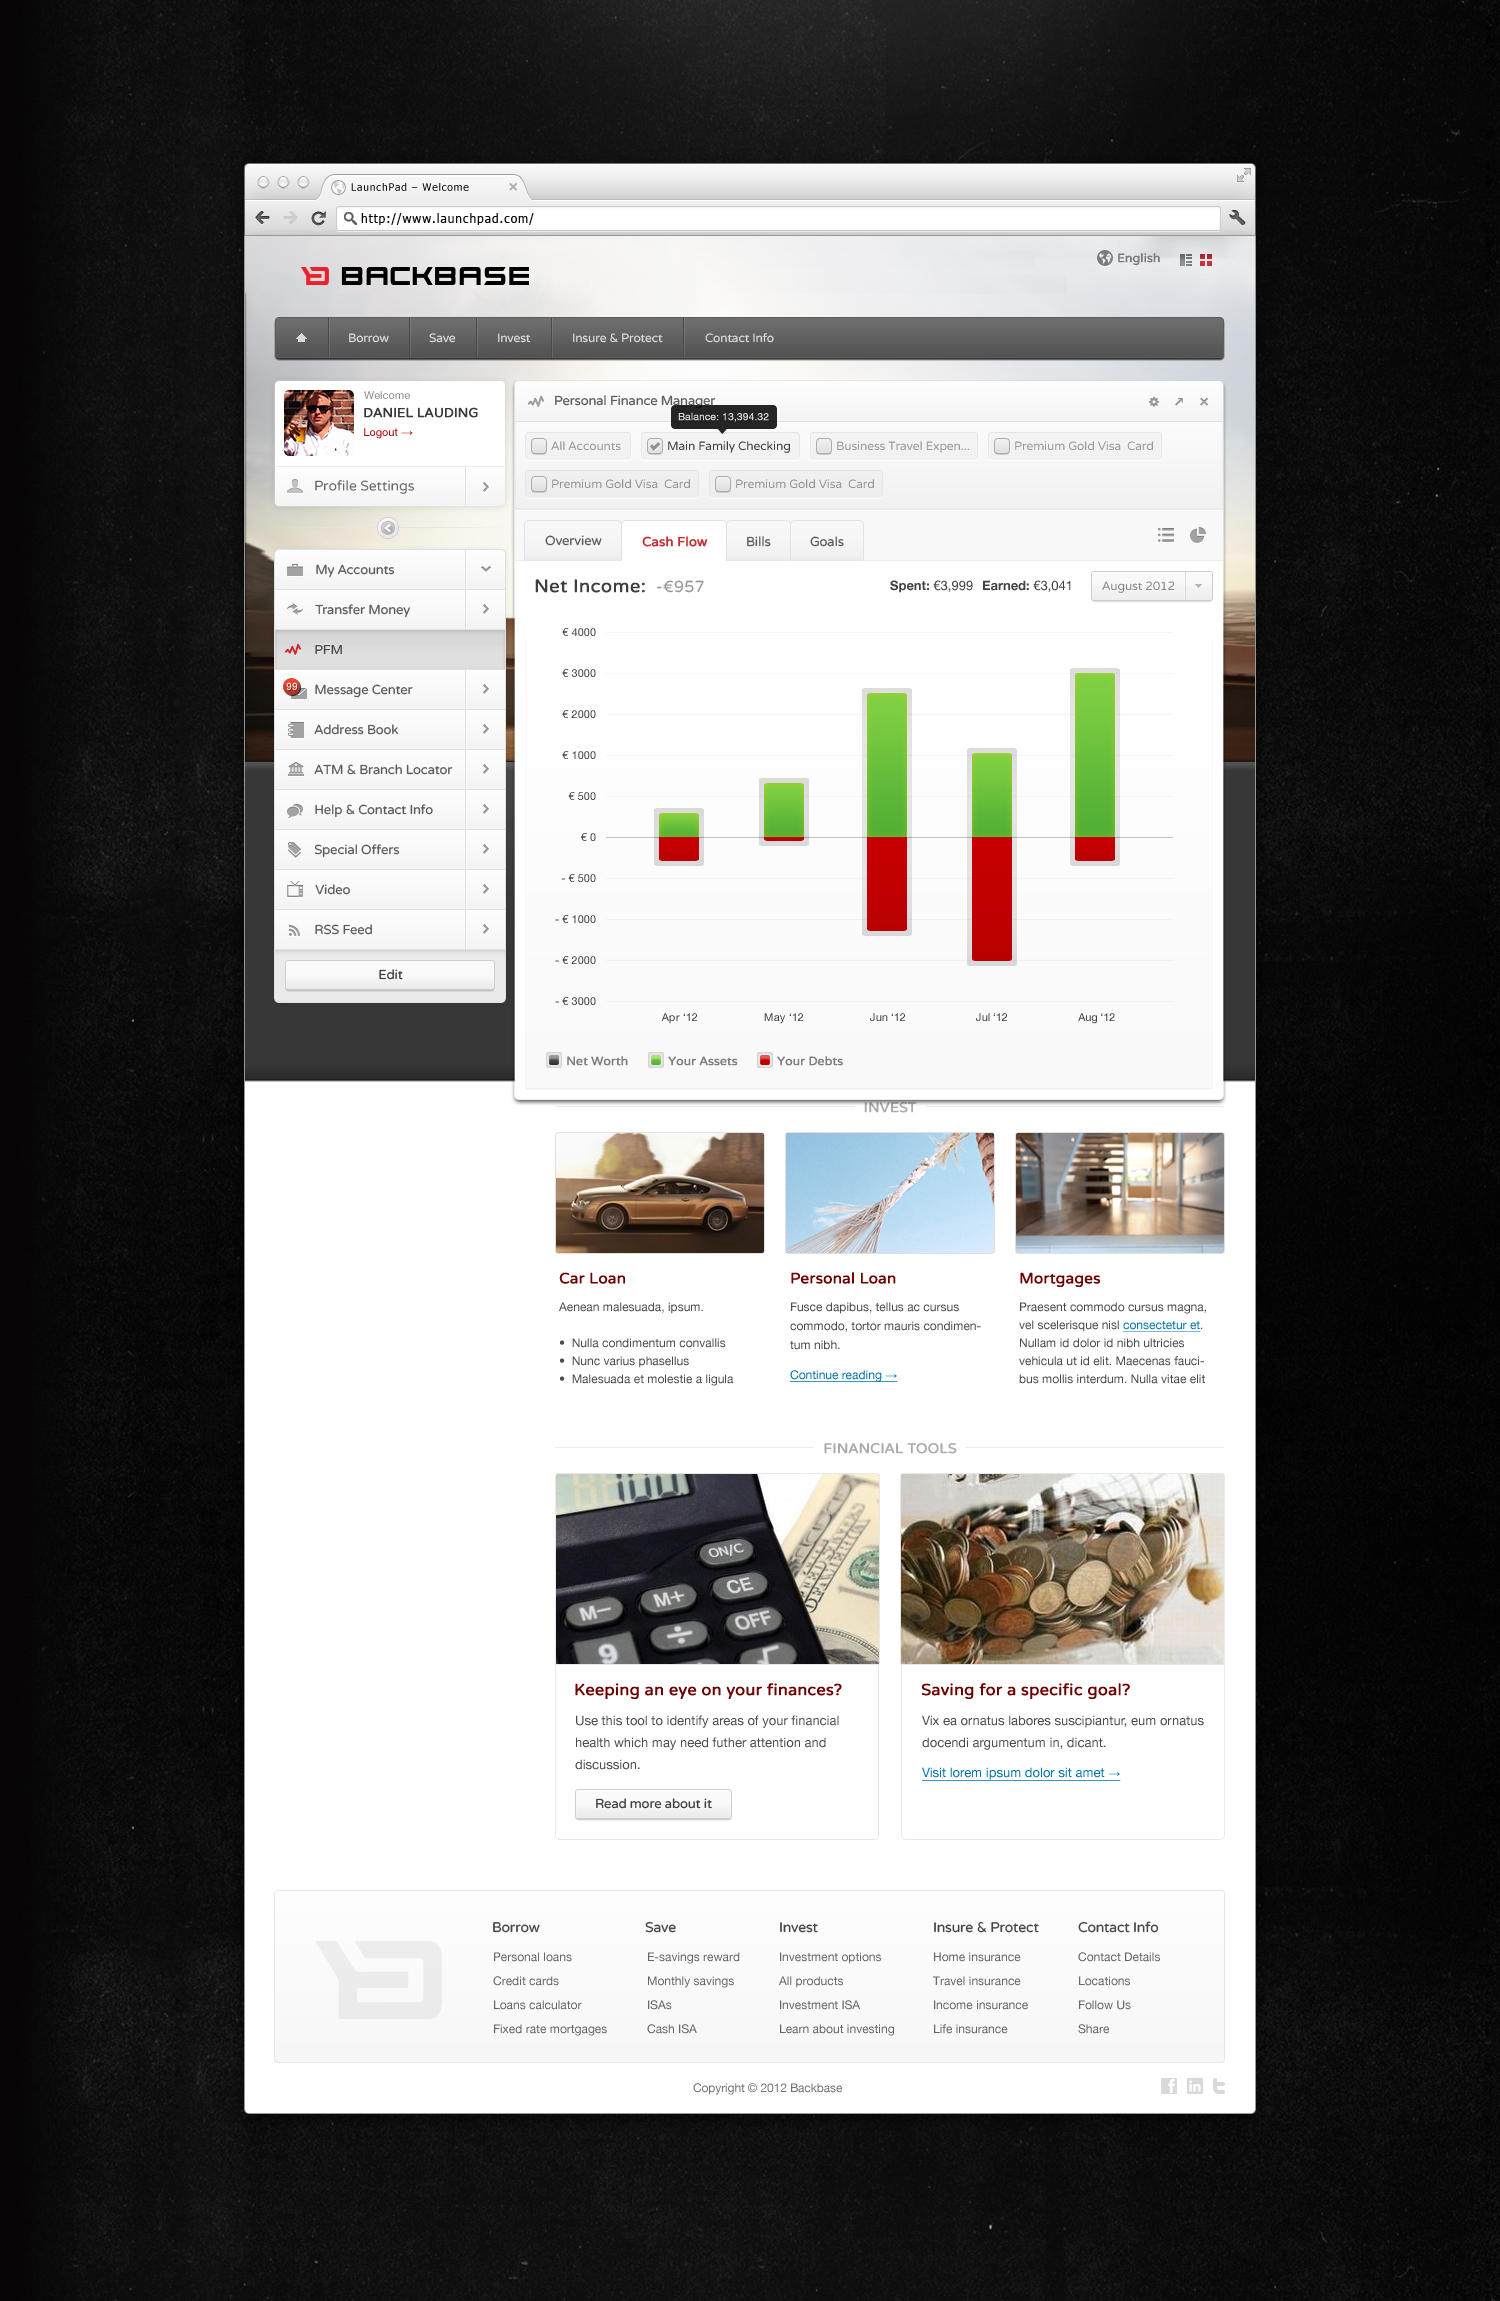 LaunchPad – Welcome
http://www.launchpad.com/
BACKBASE
English
Borrow
Save
Invest
Insure & Protect
Contact Info
Welcome
DANIEL LAUDING
Logout →
Profile Settings
My Accounts
Transfer Money
PFM
99
Message Center
Address Book
ATM & Branch Locator
Help & Contact Info
Special Offers
Video
RSS Feed
Edit
Personal Finance Manager
Balance: 13,394.32
All Accounts
Main Family Checking
Business Travel Expen...
Premium Gold Visa Card
Premium Gold Visa Card
Premium Gold Visa Card
Overview
Cash Flow
Bills
Goals
Net Income: -€957
Spent: €3,999 Earned: €3,041
August 2012
€ 4000
€ 3000
€ 2000
€ 1000
€ 500
€ 0
- € 500
- € 1000
- € 2000
- € 3000
Apr ‘12
May ‘12
Jun ‘12
Jul ‘12
Aug ‘12
Net Worth
Your Assets
Your Debts
INVEST
Car Loan
Aenean malesuada, ipsum.
• Nulla condimentum convallis
• Nunc varius phasellus
• Malesuada et molestie a ligula
Personal Loan
Fusce dapibus, tellus ac cursus
commodo, tortor mauris condimen-
tum nibh.
Continue reading →
Mortgages
Praesent commodo cursus magna,
vel scelerisque nisl consectetur et.
Nullam id dolor id nibh ultricies
vehicula ut id elit. Maecenas fauci-
bus mollis interdum. Nulla vitae elit
FINANCIAL TOOLS
100
ON/C
M– M+ CE
9 ÷ OFF
√
Keeping an eye on your finances?
Use this tool to identify areas of your financial
health which may need futher attention and
discussion.
Read more about it
Saving for a specific goal?
Vix ea ornatus labores suscipiantur, eum ornatus
docendi argumentum in, dicant.
Visit lorem ipsum dolor sit amet →
Borrow
Personal loans
Credit cards
Loans calculator
Fixed rate mortgages
Save
E-savings reward
Monthly savings
ISAs
Cash ISA
Invest
Investment options
All products
Investment ISA
Learn about investing
Insure & Protect
Home insurance
Travel insurance
Income insurance
Life insurance
Contact Info
Contact Details
Locations
Follow Us
Share
Copyright © 2012 Backbase